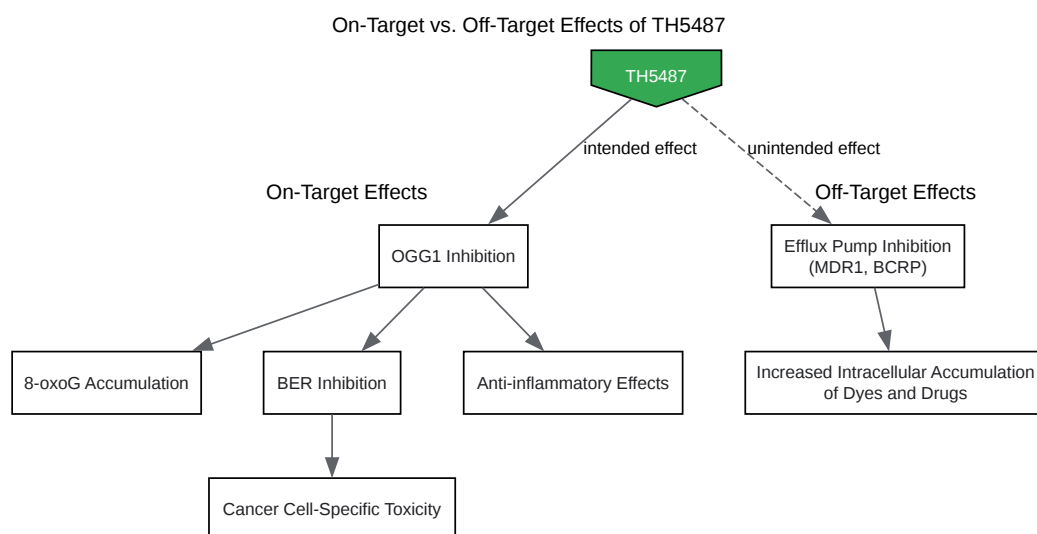 On-Target vs. Off-Target Effects of TH5487
TH5487
intended effect
unintended effect
On-Target Effects
Off-Target Effects
OGG1 Inhibition
Efflux Pump Inhibition
(MDR1, BCRP)
8-oxoG Accumulation
BER Inhibition
Anti-inflammatory Effects
Increased Intracellular Accumulation
of Dyes and Drugs
Cancer Cell-Specific Toxicity